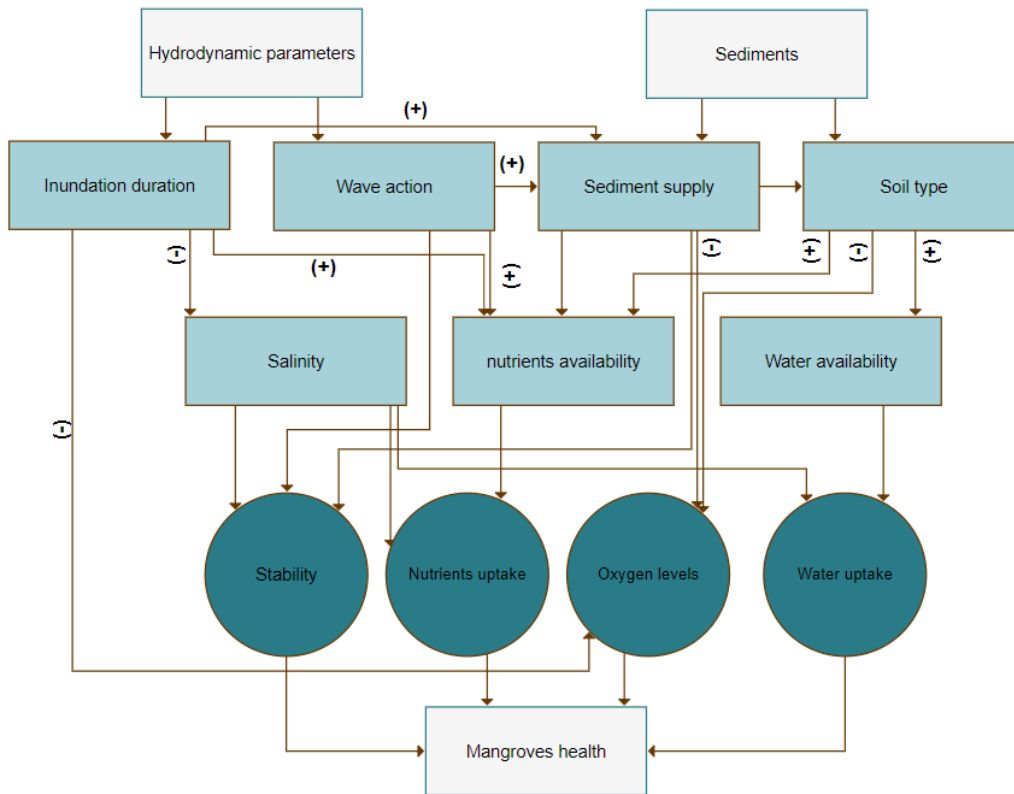 Hydrodynamic parameters
Sediments
(+)
Inundation duration
Wave action
(+)
Sediment supply
Soil type
(-)
(+)
(+)
(-)
(+)
(-)
(+)
Salinity
nutrients availability
Water availability
(-)
Stability
Nutrients uptake
Oxygen levels
Water uptake
Mangroves health